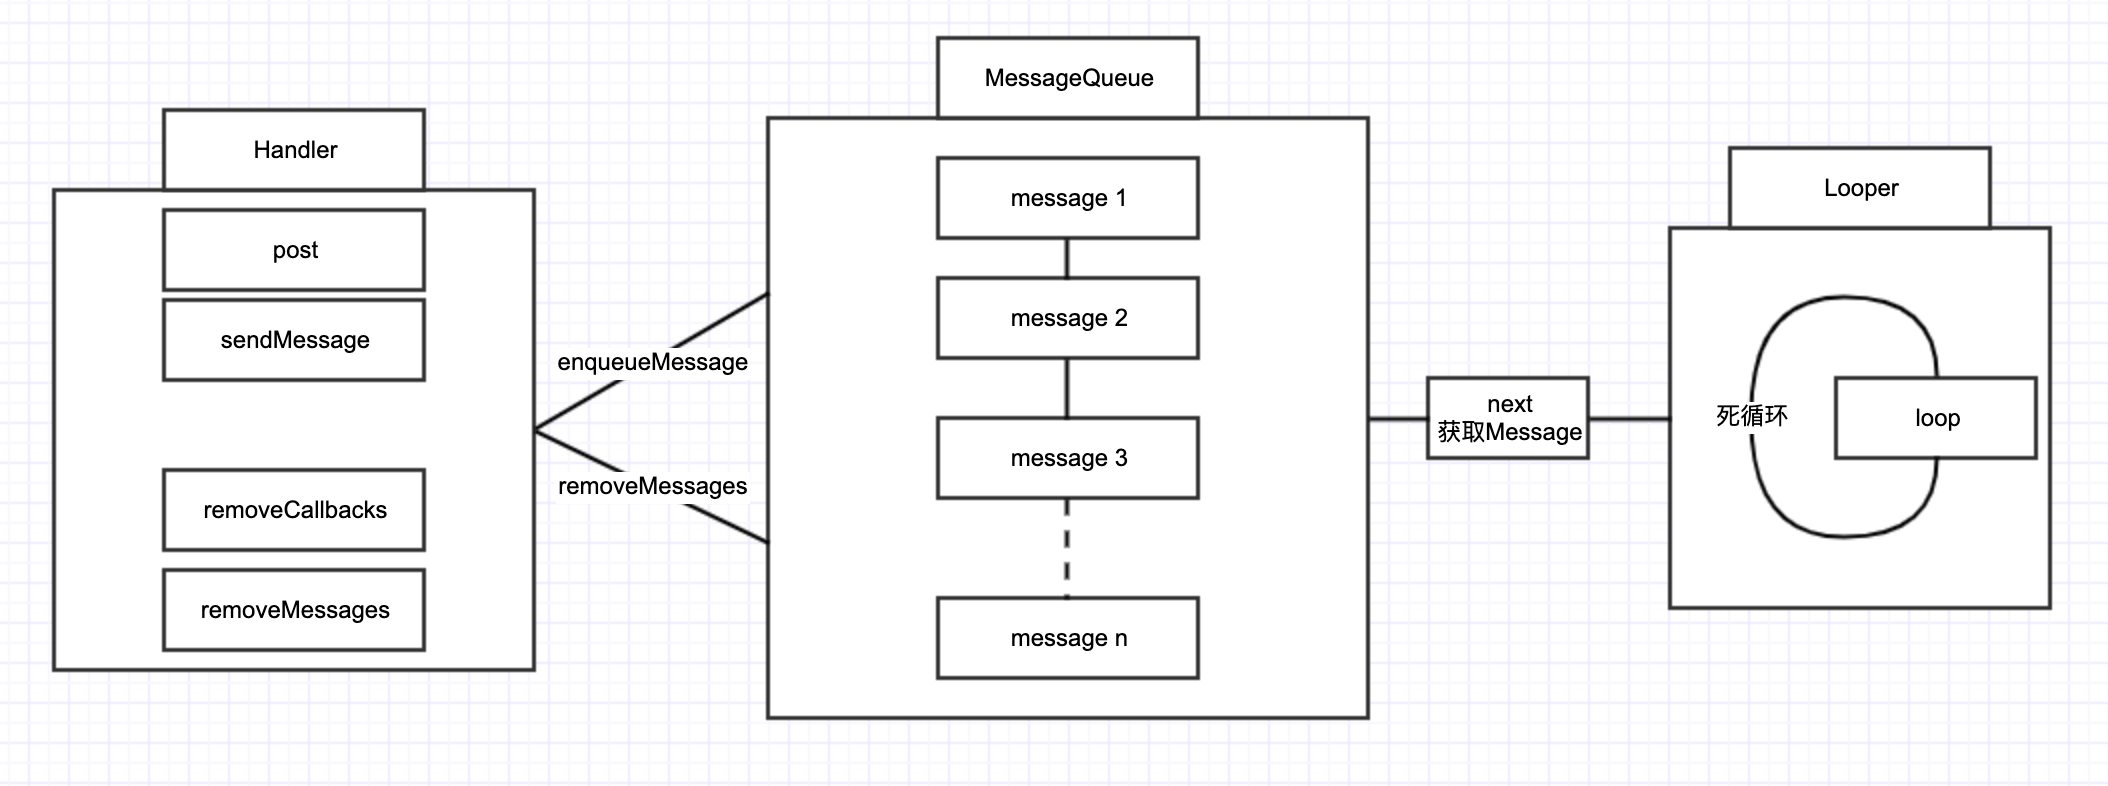 Handler
post
sendMessage
removeCallbacks
removeMessages
enqueueMessage
removeMessages
MessageQueue
message 1
message 2
message 3
message n
next
获取Message
Looper
死循环
loop